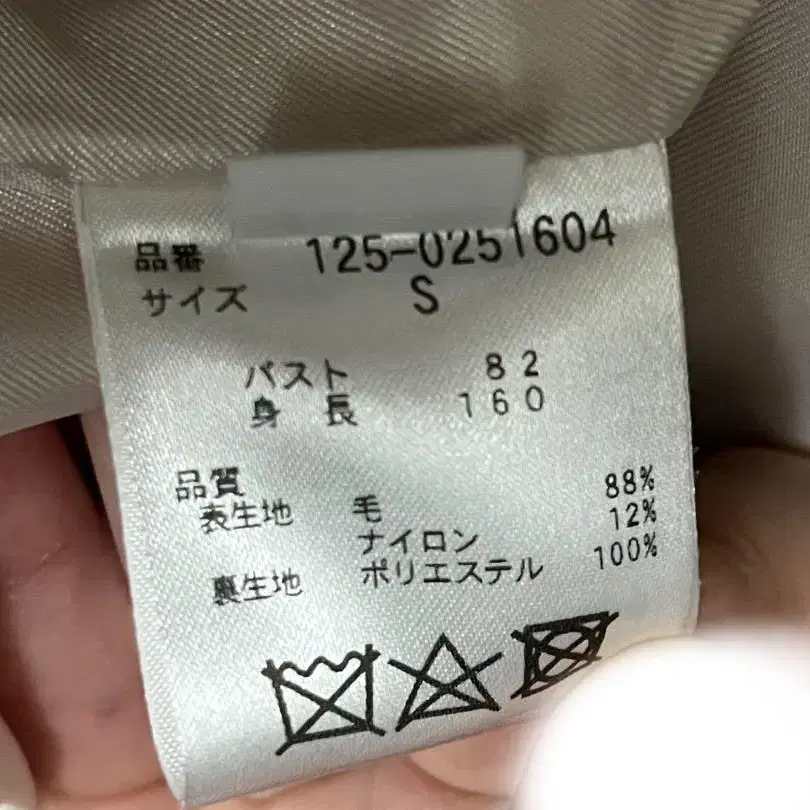 品番 125-0251604
サイズ S
バスト 82
身長 160
品質
表生地 毛 88%
ナイロン 12%
裏生地 ポリエステル 100%